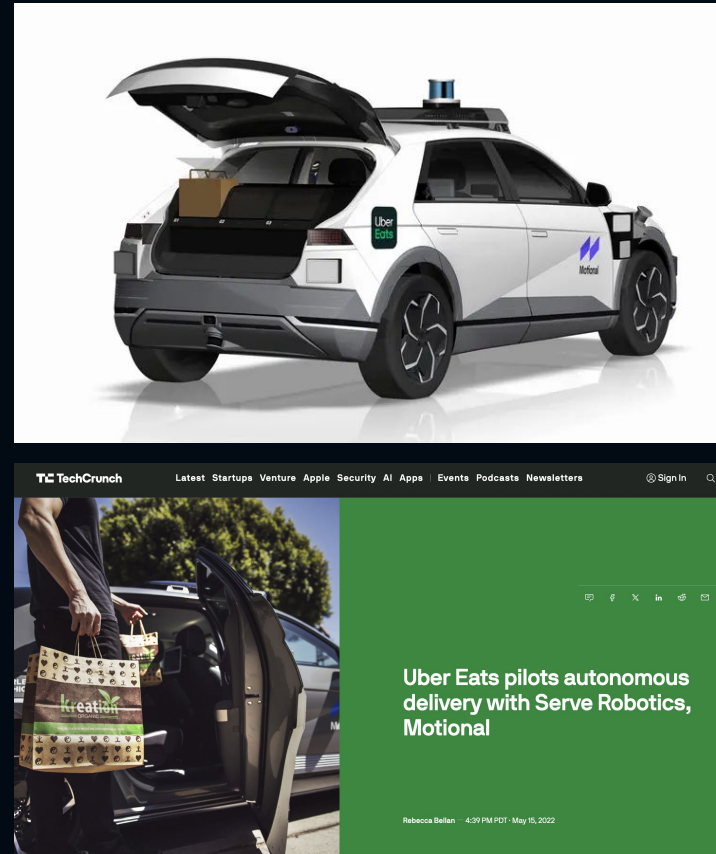 Uber
Eats
Motional
TechCrunch
Latest Startups Venture Apple Security AI Apps | Events Podcasts Newsletters
Sign In
kreation
ORGANIC
Uber Eats pilots autonomous
delivery with Serve Robotics,
Motional
Rebecca Bellan 4:39 PM PDT · May 15, 2022